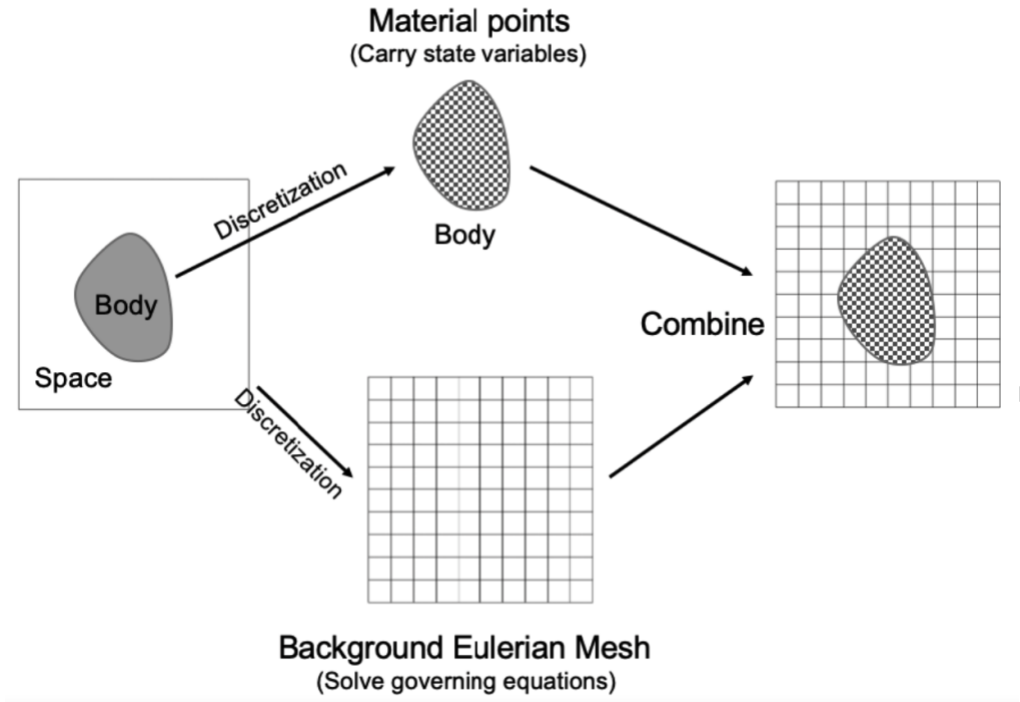 Material points
(Carry state variables)
Discretization
Body
Body
Space
Combine
Discretization
Background Eulerian Mesh
(Solve governing equations)